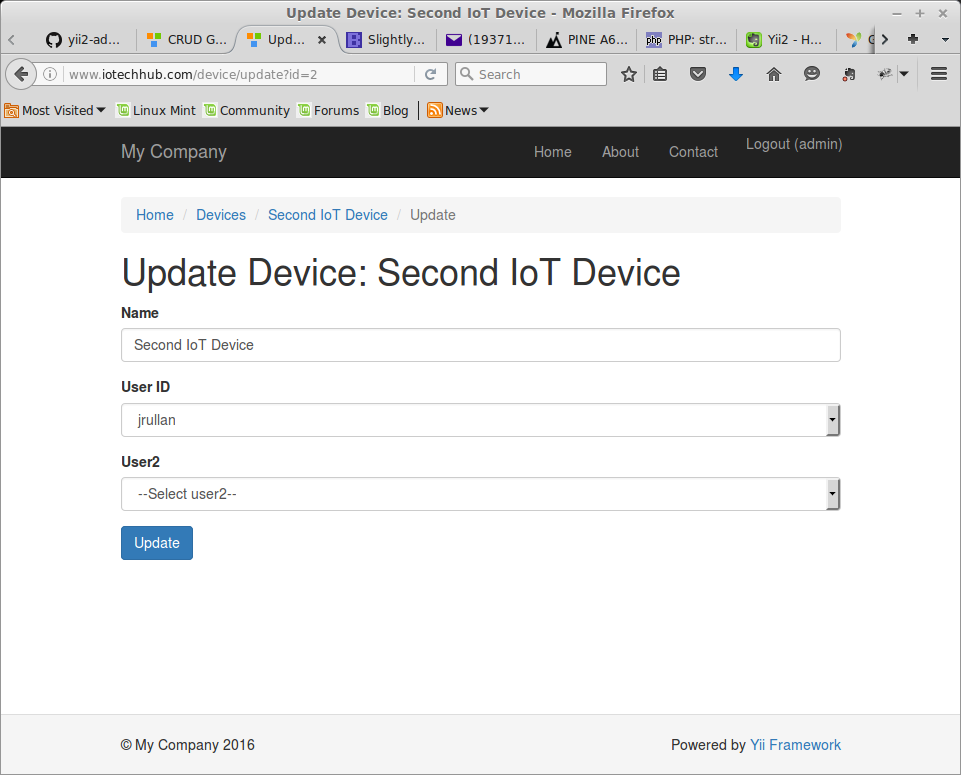 Update Device: Second IoT Device - Mozilla Firefox
yii2-ad... CRUD G... Upd... Slightly... (19371... PINE A6... php PHP: str... Yii2 - H...
www.iotechhub.com/device/update?id=2 Search
Most Visited Linux Mint Community Forums Blog News
My Company Home About Contact Logout (admin)
Home / Devices / Second IoT Device / Update
Update Device: Second IoT Device
Name
Second IoT Device
User ID
jrullan
User2
--Select user2--
Update
© My Company 2016 Powered by Yii Framework